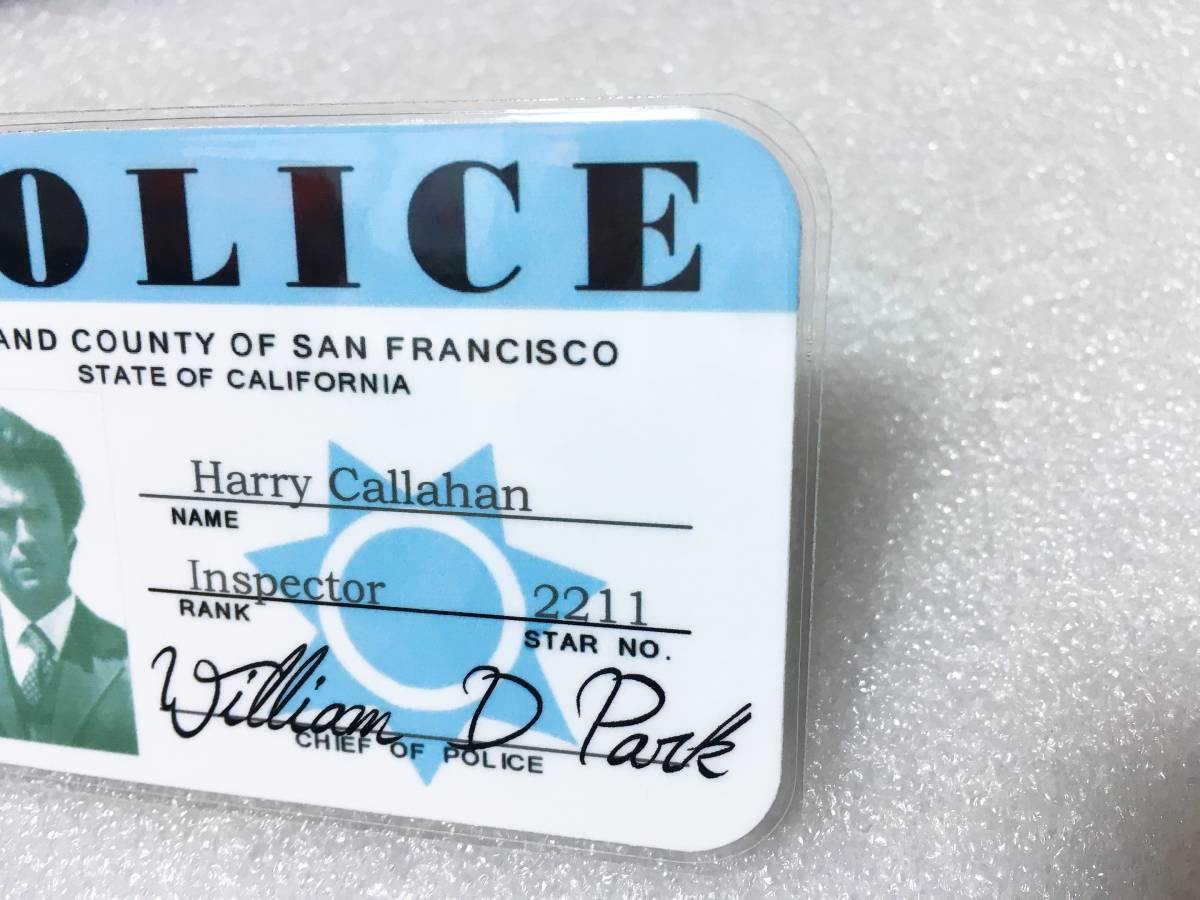 OLICE
AND COUNTY OF SAN FRANCISCO
STATE OF CALIFORNIA
Harry Callahan
NAME
Inspector 2211
RANK STAR NO.
William D Park
CHIEF OF POLICE